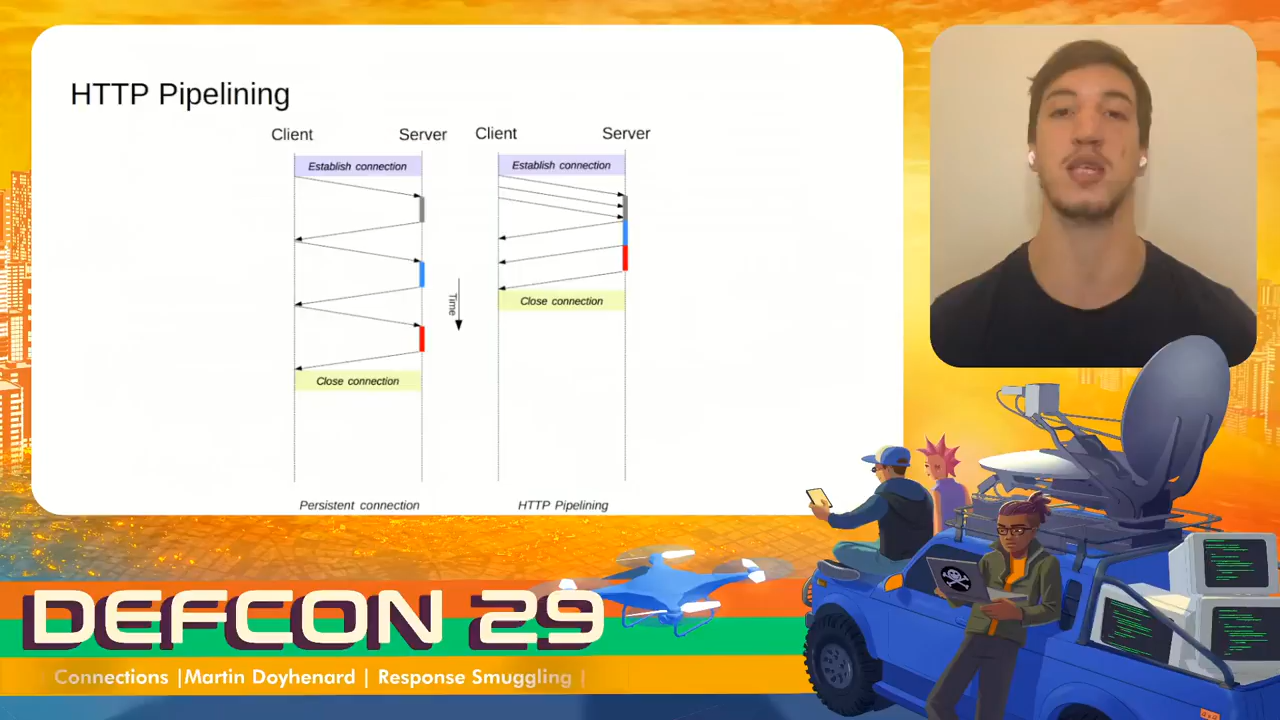 HTTP Pipelining
Client Server Client Server
Establish connection Establish connection
Time
Close connection
Close connection
Persistent connection HTTP Pipelining
DEFCON 29
Connections |Martin Doyhenard | Response Smuggling |